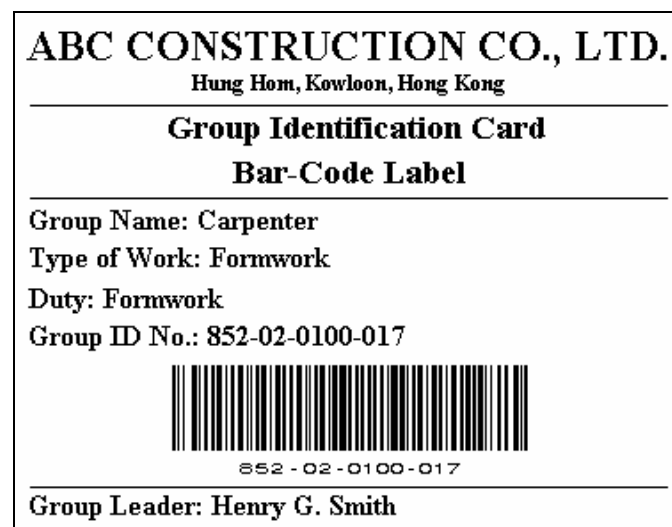 ABC CONSTRUCTION CO., LTD.
Hung Hom, Kowloon, Hong Kong
Group Identification Card
Bar-Code Label
Group Name: Carpenter
Type of Work: Formwork
Duty: Formwork
Group ID No.: 852-02-0100-017
852-02-0100-017
Group Leader: Henry G. Smith